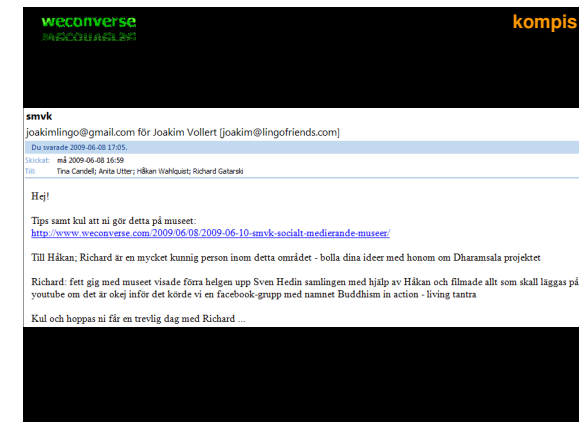 weconverse
kompis
smvk
joakimlingo@gmail.com för Joakim Vollert [joakim@lingofriends.com]
Du svarade 2009-06-08 17:05.
Skickat: må 2009-06-08 16:59
Till: Tina Candell; Anita Utter; Håkan Wahlquist; Richard Gatarski
Hej!
Tips samt kul att ni gör detta på museet:
http://www.weconverse.com/2009/06/08/2009-06-10-smvk-socialt-medierande-museer/
Till Håkan; Richard är en mycket kunnig person inom detta området - bolla dina ideer med honom om Dharamsala projektet
Richard: fett gig med museet visade förra helgen upp Sven Hedin samlingen med hjälp av Håkan och filmade allt som skall läggas på
youtube om det är okej inför det körde vi en facebook-grupp med namnet Buddhism in action - living tantra
Kul och hoppas ni får en trevlig dag med Richard ...